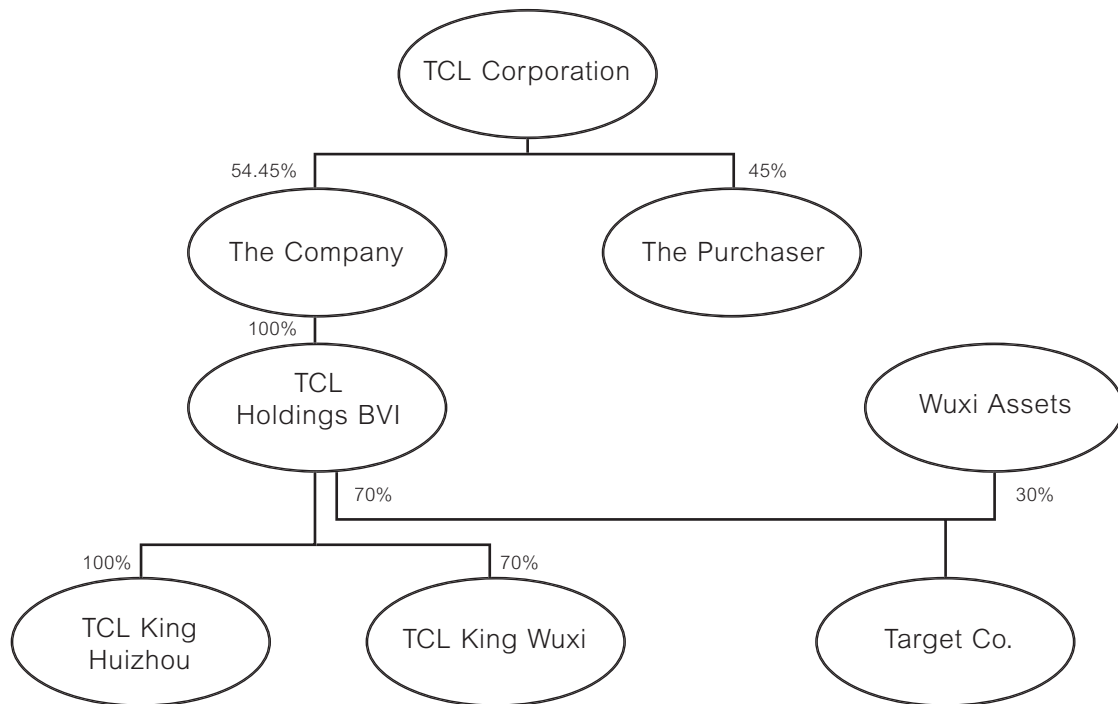 TCL Corporation
54.45%
45%
The Company
The Purchaser
100%
TCL
Holdings BVI
Wuxi Assets
70%
30%
100%
70%
TCL King
Huizhou
TCL King Wuxi
Target Co.